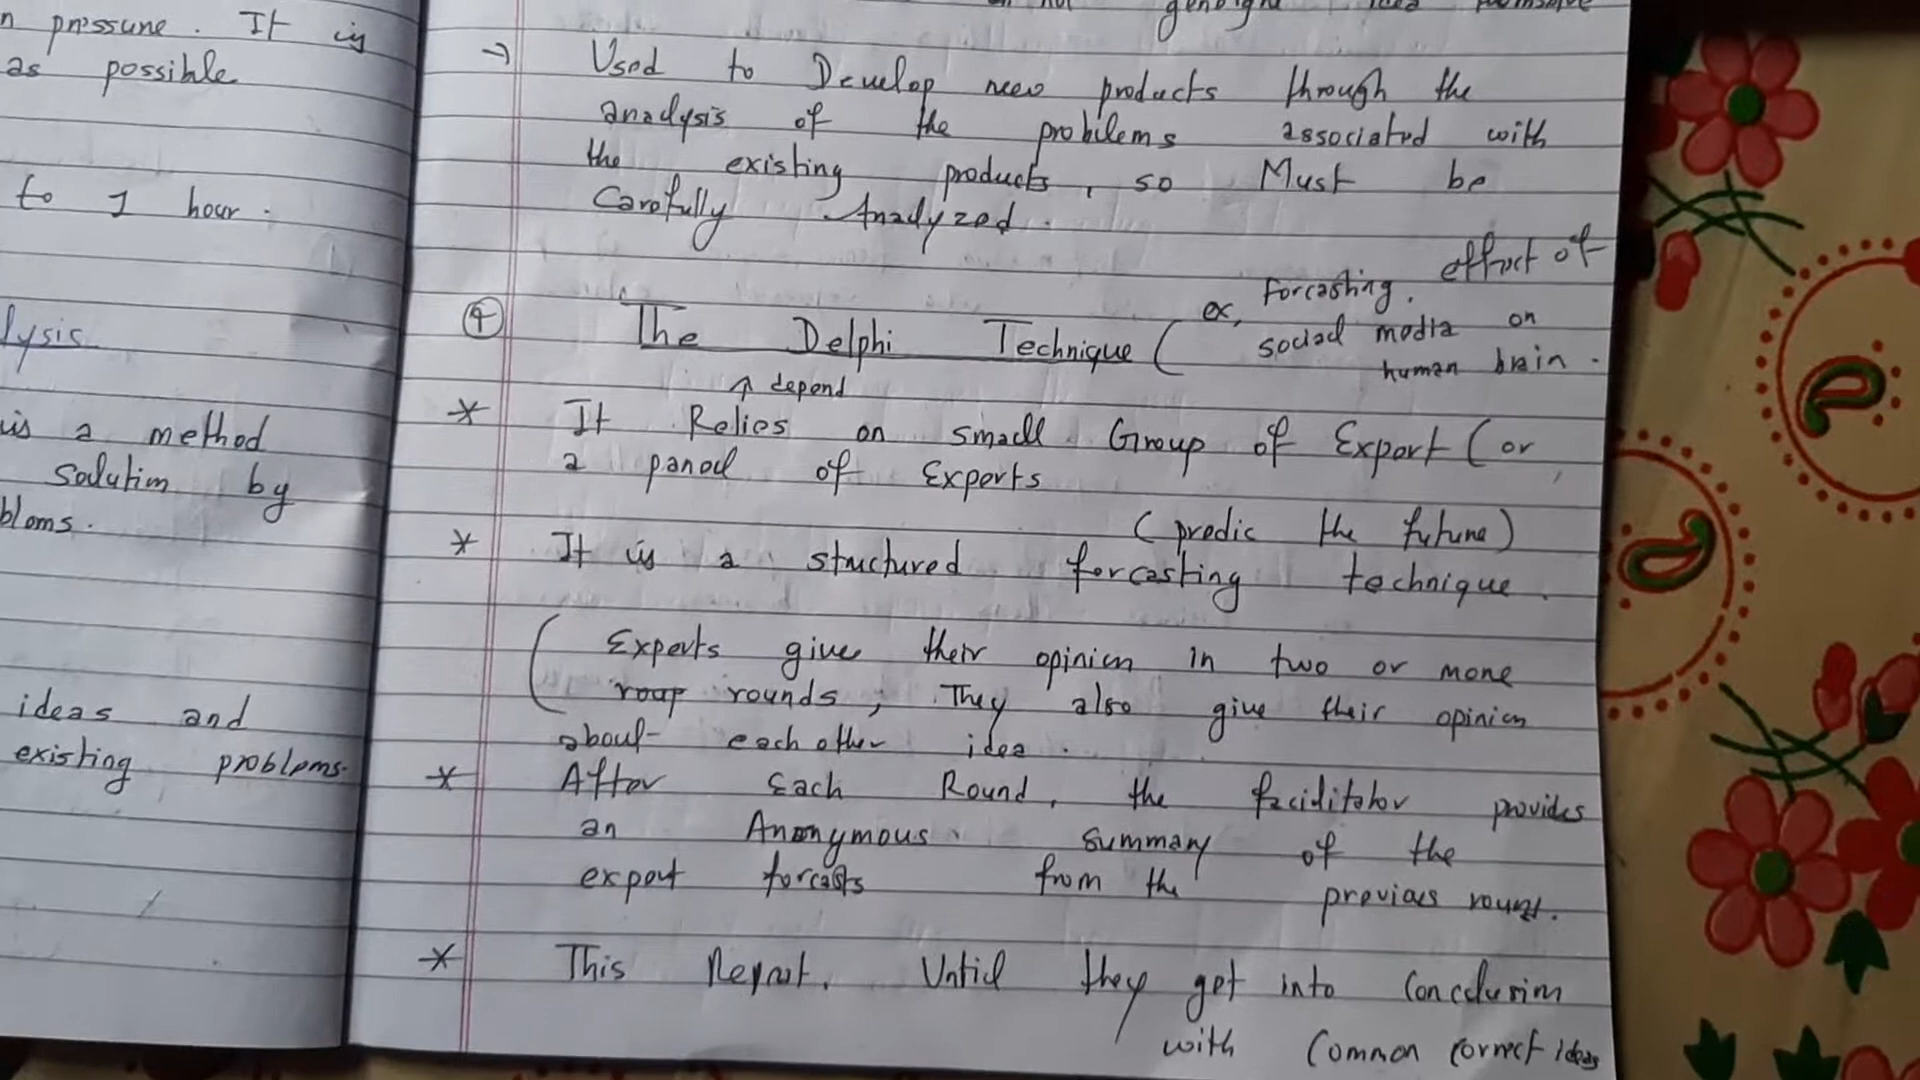 n pressure. It is
as possible
to 1 hour.
lysis
is a method
solution by
blems.
ideas and
existing problems.
→ Used to Develop new products through the
analysis of the probilems associated with
the existing products, so Must be
Carefully Analyzed.
④ The Delphi Technique ( ex, forcasting. effect of
social media on
human brain.
↑ depend
* It Relies on small Group of Expert (or
a panel of Experts
(predic the future)
* It is a structured forcasting technique.
( Experts give their opinion in two or more
rounds, They also give their opinion
about each other idea.
* After Each Round, the facilitator provides
an Anonymous summary of the
expert forcasts from the previous round.
* This Repeat. Until they get into Conclusion
with Common correct ideas